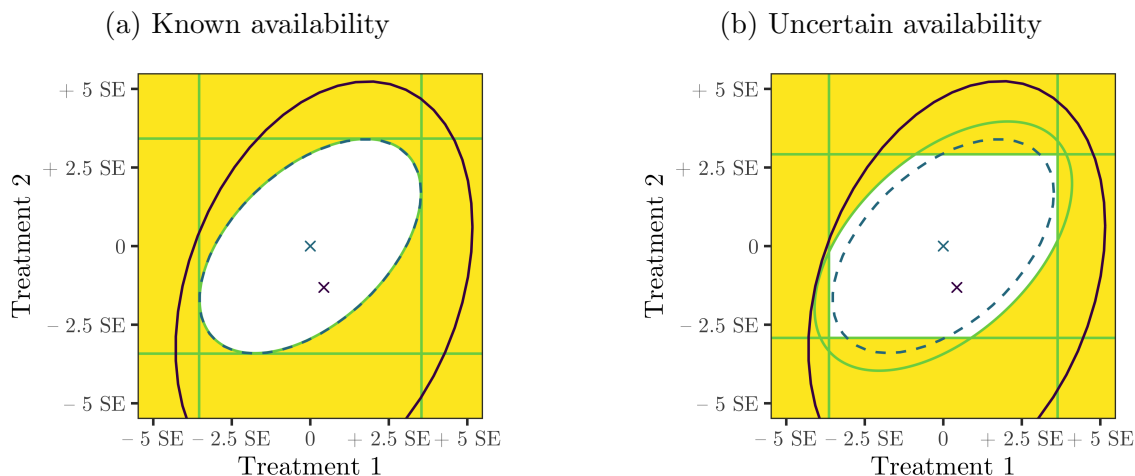 (a) Known availability
(b) Uncertain availability
Treatment 2
+ 5 SE
+ 2.5 SE
0
− 2.5 SE
− 5 SE
− 5 SE − 2.5 SE 0 + 2.5 SE + 5 SE
Treatment 1
Treatment 2
+ 5 SE
+ 2.5 SE
0
− 2.5 SE
− 5 SE
− 5 SE − 2.5 SE 0 + 2.5 SE + 5 SE
Treatment 1